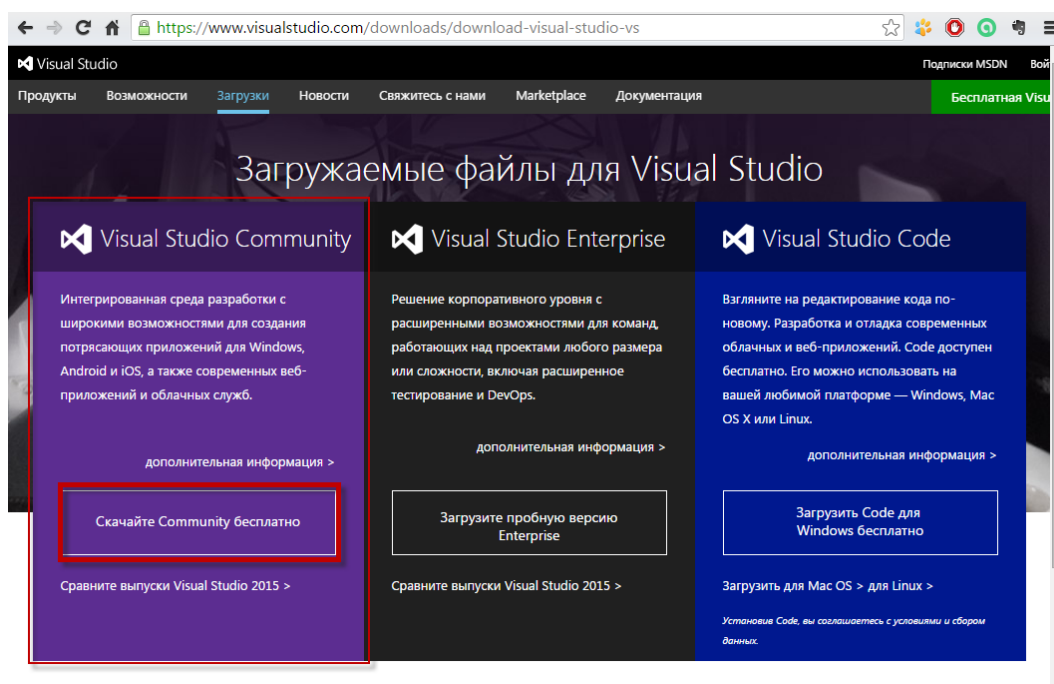 https://www.visualstudio.com/downloads/download-visual-studio-vs
Visual Studio
Подписки MSDN
Продукты Возможности Загрузки Новости Свяжитесь с нами Marketplace Документация
Бесплатная
Загружаемые файлы для Visual Studio
Visual Studio Community
Интегрированная среда разработки с
широкими возможностями для создания
потрясающих приложений для Windows,
Android и iOS, а также современных веб-
приложений и облачных служб.
дополнительная информация >
Скачайте Community бесплатно
Сравните выпуски Visual Studio 2015 >
Visual Studio Enterprise
Решение корпоративного уровня с
расширенными возможностями для команд,
работающих над проектами любого размера
или сложности, включая расширенное
тестирование и DevOps.
дополнительная информация >
Загрузите пробную версию
Enterprise
Сравните выпуски Visual Studio 2015 >
Visual Studio Code
Взгляните на редактирование кода по-
новому. Разработка и отладка современных
облачных и веб-приложений. Code доступен
бесплатно. Его можно использовать на
вашей любимой платформе — Windows, Mac
OS X или Linux.
дополнительная информация >
Загрузить Code для
Windows бесплатно
Загрузить для Mac OS > для Linux >
Установив Code, вы соглашаетесь с условиями и сбором
данных.